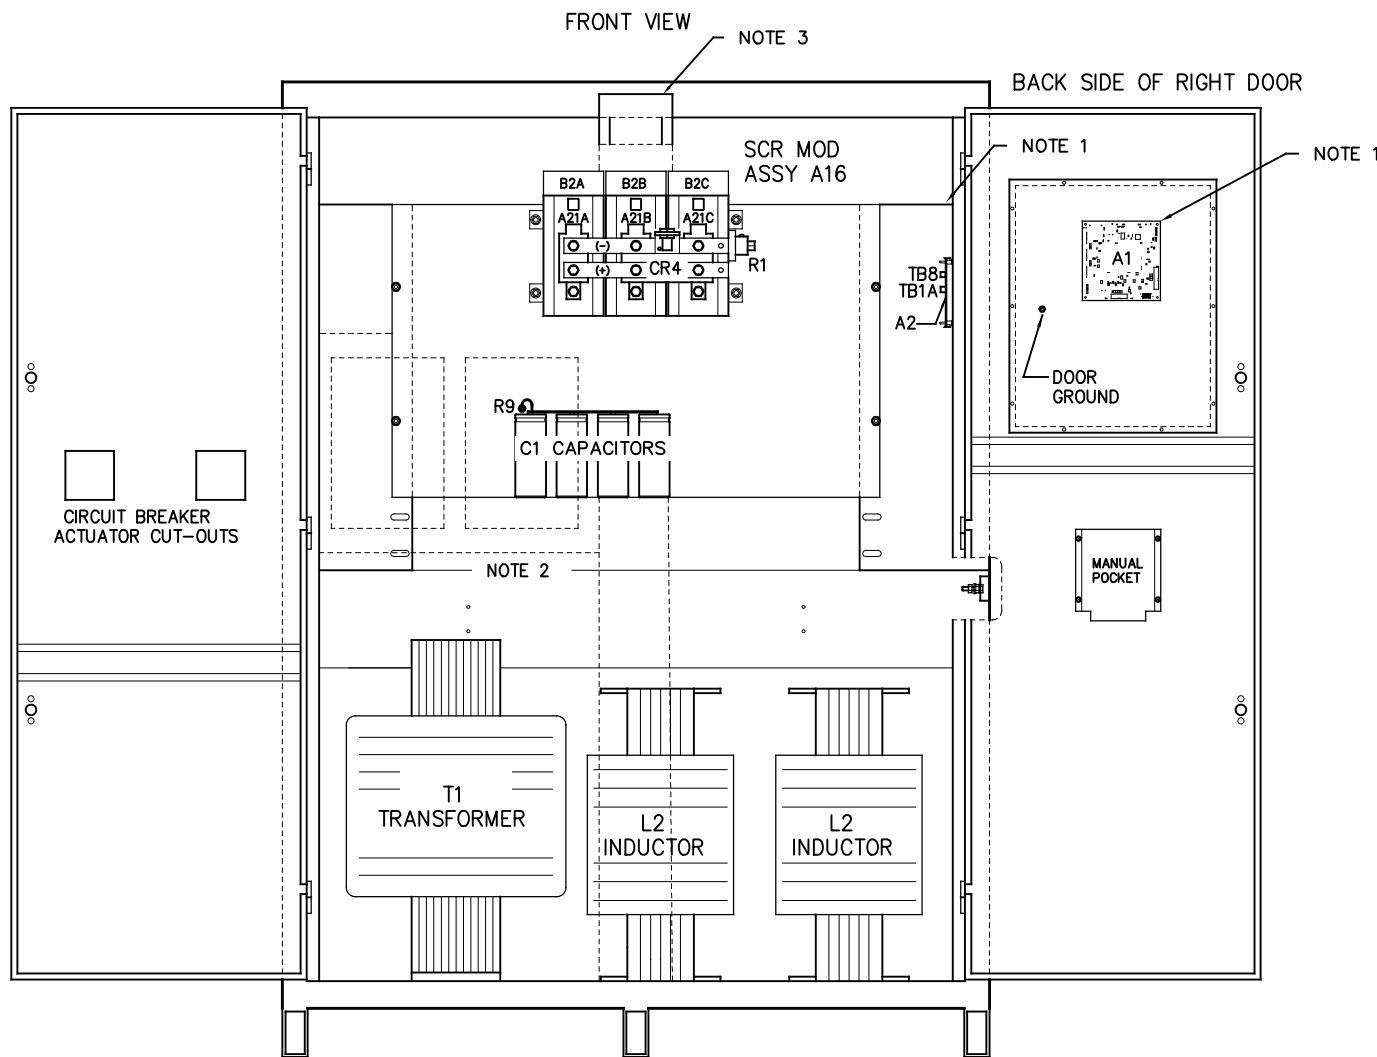 FRONT VIEW
NOTE 3
BACK SIDE OF RIGHT DOOR
SCR MOD
ASSY A16
NOTE 1
NOTE 1
B2A B2B B2C
A21A A21B A21C
(-)
(+) CR4
R1
TB8
TB1A
A2
A1
DOOR
GROUND
R9
C1 CAPACITORS
CIRCUIT BREAKER
ACTUATOR CUT-OUTS
NOTE 2
MANUAL
POCKET
T1
TRANSFORMER
L2
INDUCTOR
L2
INDUCTOR